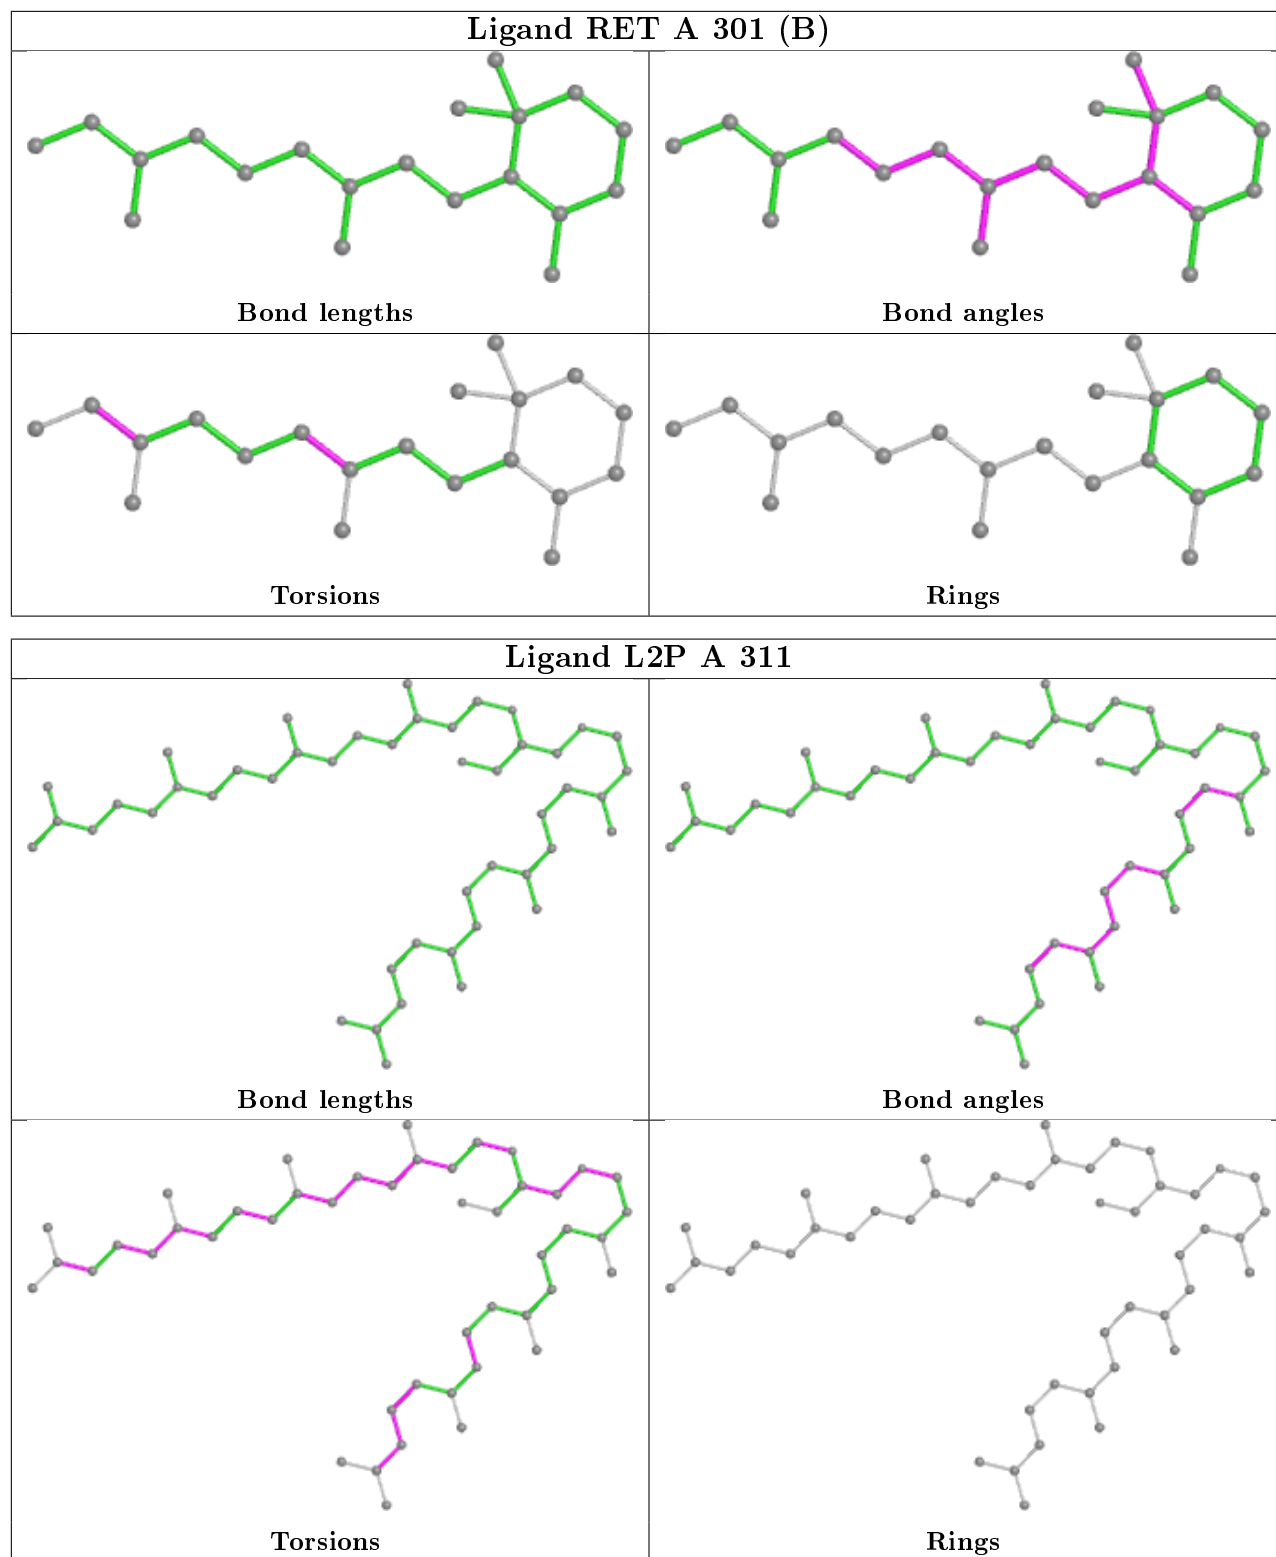 Ligand RET A 301 (B)
Bond lengths
Bond angles
Torsions
Rings
Ligand L2P A 311
Bond lengths
Bond angles
Torsions
Rings